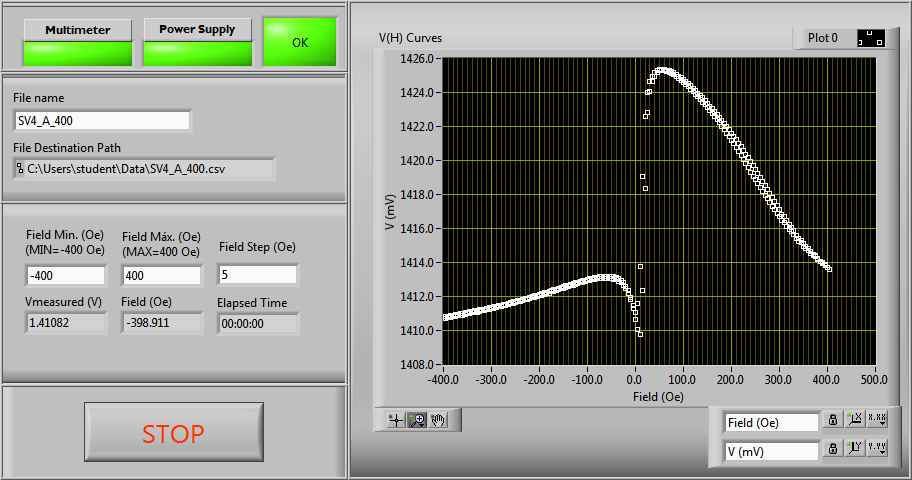 Multimeter
Power Supply
OK
File name
SV4_A_400
File Destination Path
C:\Users\student\Data\SV4_A_400.csv
Field Min. (Oe)
(MIN=-400 Oe)
Field Máx. (Oe)
(MAX=400 Oe)
Field Step (Oe)
-400
400
5
Vmeasured (V)
Field (Oe)
Elapsed Time
1.41082
-398.911
00:00:00
STOP
V(H) Curves
Plot 0
1426.0
1424.0
1422.0
1420.0
1418.0
1416.0
1414.0
1412.0
1410.0
1408.0
V (mV)
-400.0 -300.0 -200.0 -100.0 0.0 100.0 200.0 300.0 400.0 500.0
Field (Oe)
Field (Oe)
X
X.XX
V (mV)
Y
Y.YY